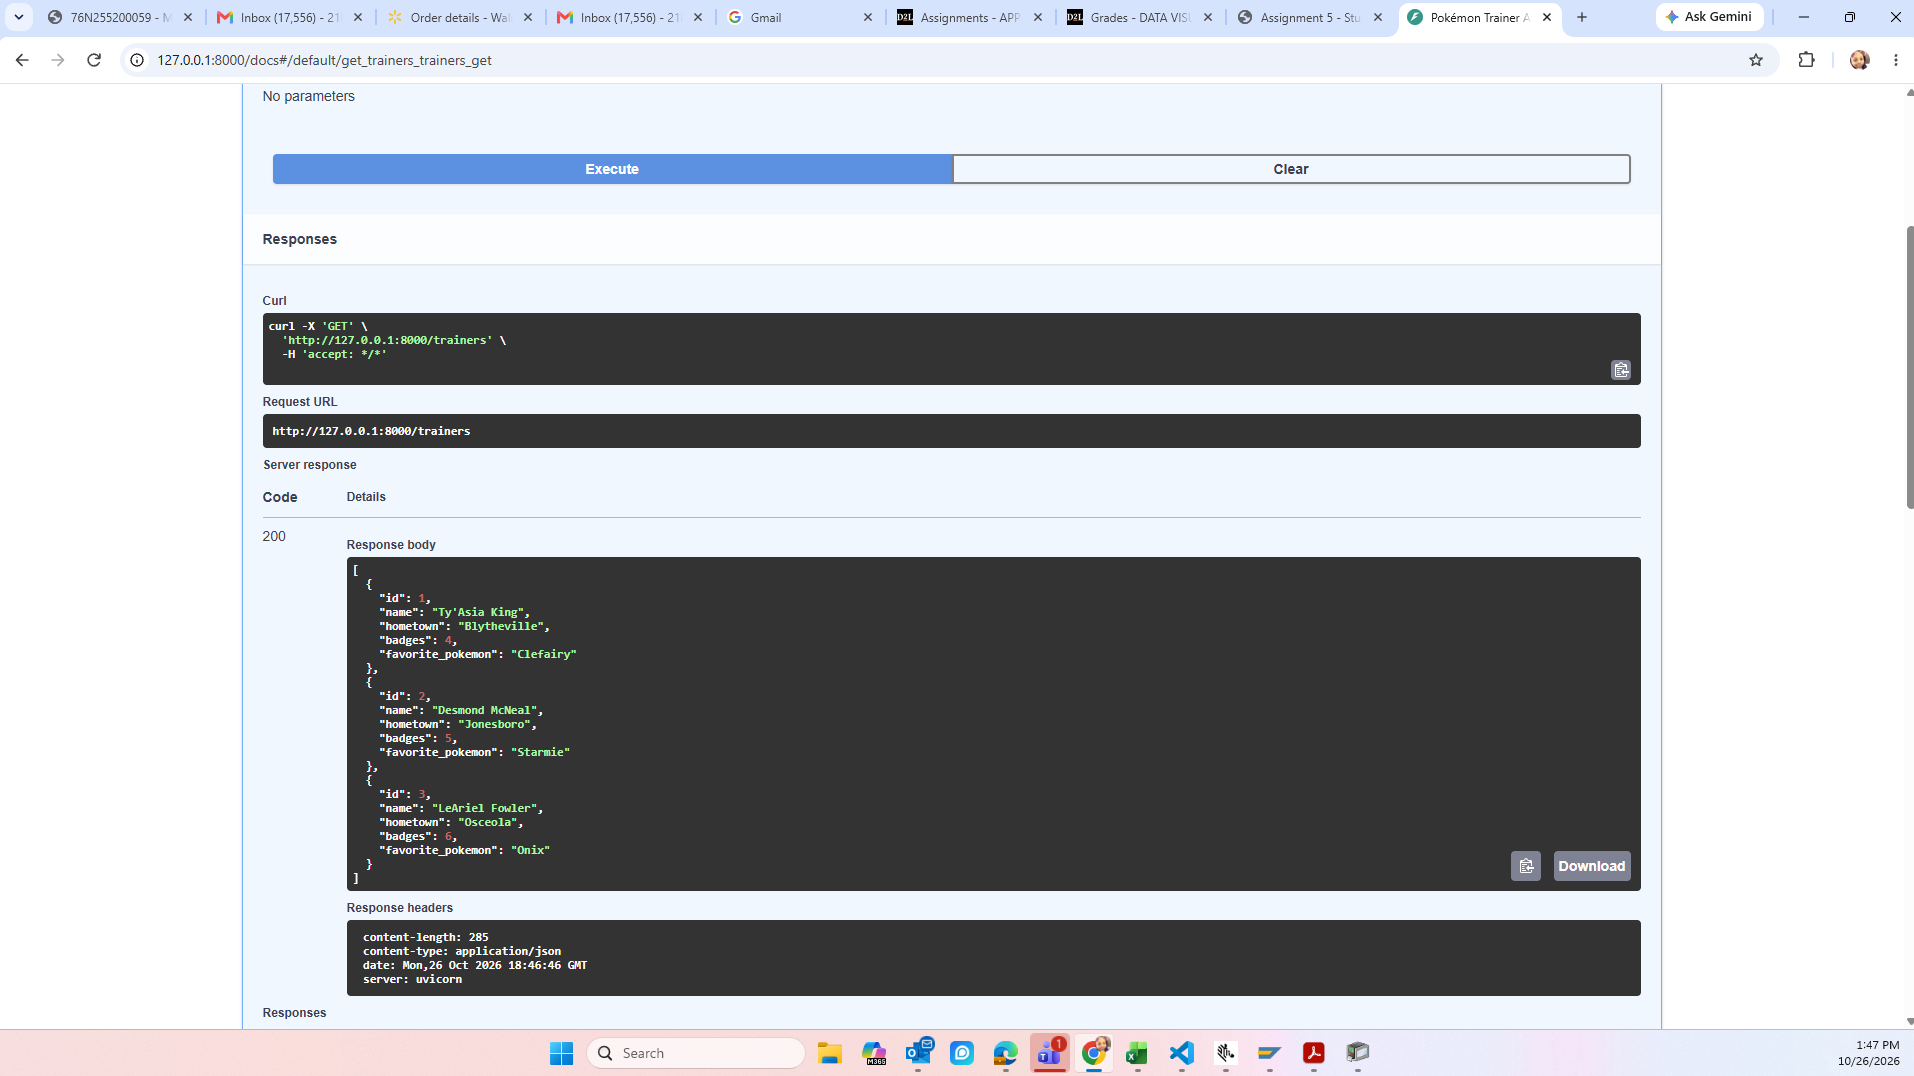 76N255200059 - M
Inbox (17,556) - 21
Order details - Wal
Inbox (17,556) - 21
Gmail
Assignments - APP
Grades - DATA VISU
Assignment 5 - Stu
Pokémon Trainer A
Ask Gemini
127.0.0.1:8000/docs#/default/get_trainers_trainers_get
No parameters
Execute
Clear
Responses
Curl
curl -X 'GET' \
'http://127.0.0.1:8000/trainers' \
-H 'accept: */*'
Request URL
http://127.0.0.1:8000/trainers
Server response
Code Details
200
Response body
[
{
"id": 1,
"name": "Ty'Asia King",
"hometown": "Blytheville",
"badges": 4,
"favorite_pokemon": "Clefairy"
},
{
"id": 2,
"name": "Desmond McNeal",
"hometown": "Jonesboro",
"badges": 5,
"favorite_pokemon": "Starmie"
},
{
"id": 3,
"name": "LeAriel Fowler",
"hometown": "Osceola",
"badges": 6,
"favorite_pokemon": "Onix"
}
]
Download
Response headers
content-length: 285
content-type: application/json
date: Mon,26 Oct 2026 18:46:46 GMT
server: uvicorn
Responses
Search
M365
1
1:47 PM
10/26/2026